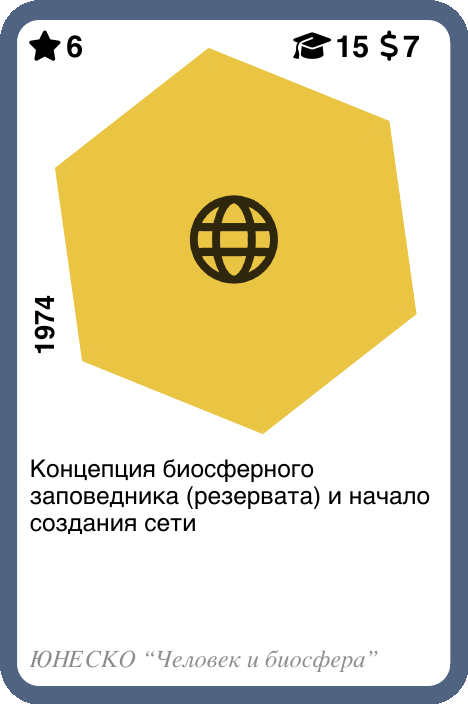 6
15 $7
1974
Концепция биосферного
заповедника (резервата) и начало
создания сети
ЮНЕСКО “Человек и биосфера”